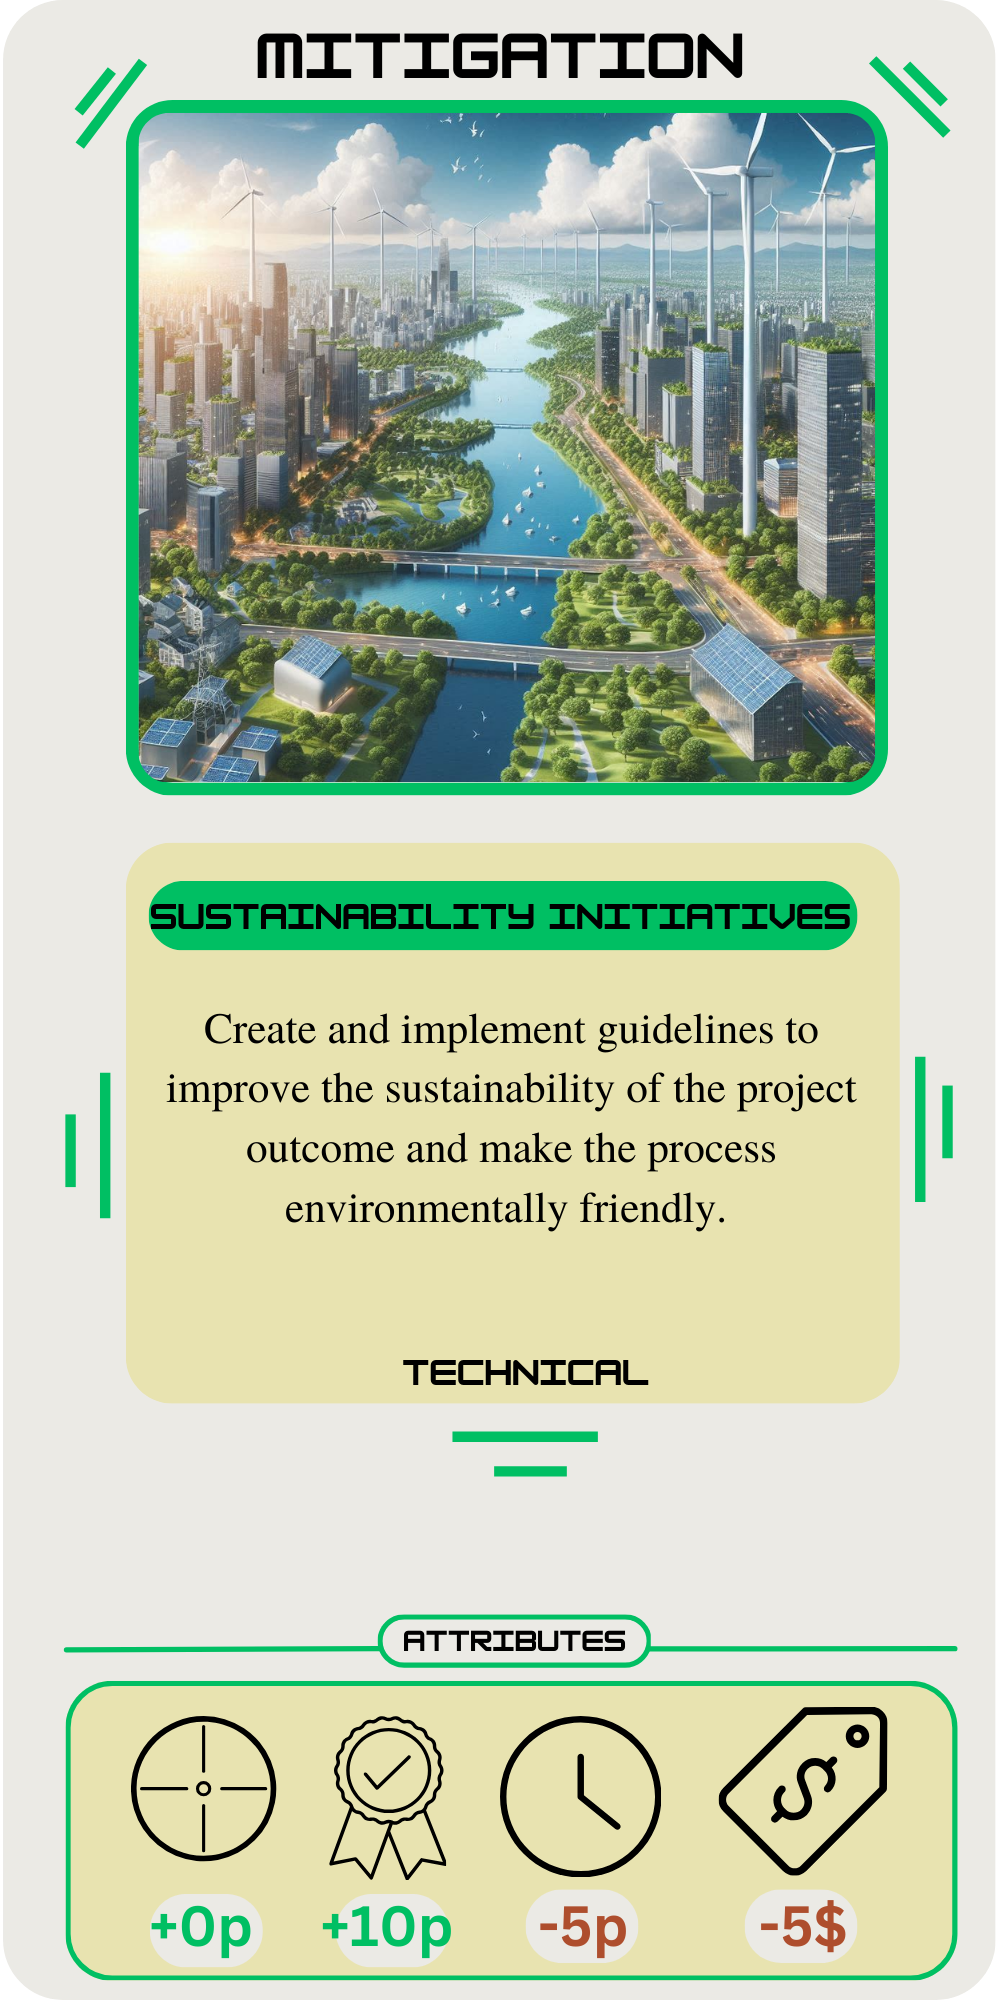 MITIGATION
SUSTAINABILITY INITIATIVES
Create and implement guidelines to
improve the sustainability of the project
outcome and make the process
environmentally friendly.
TECHNICAL
ATTRIBUTES
$
+0p +10p -5p -5$